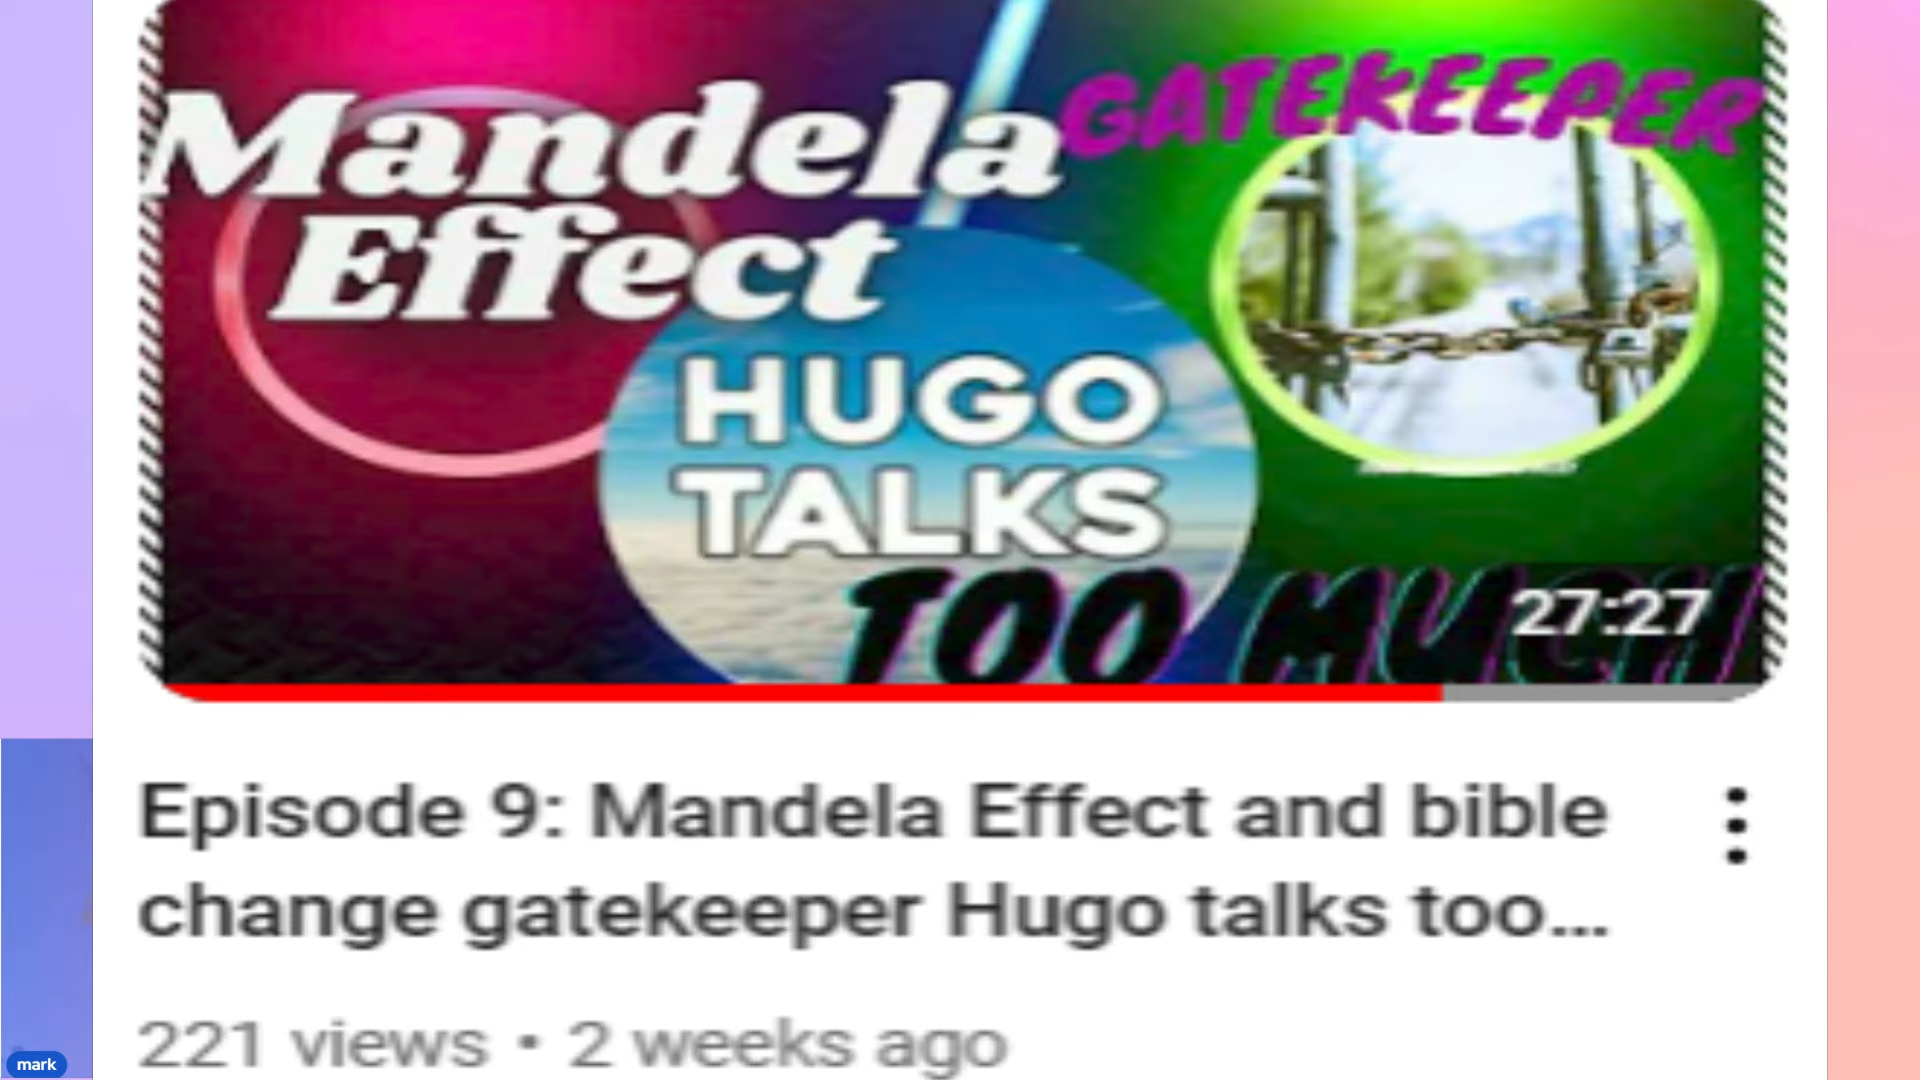 Mandela
Effect
GATEKEEPER
HUGO
TALKS
TOO MUCH
27:27
Episode 9: Mandela Effect and bible
change gatekeeper Hugo talks too...
221 views • 2 weeks ago
mark